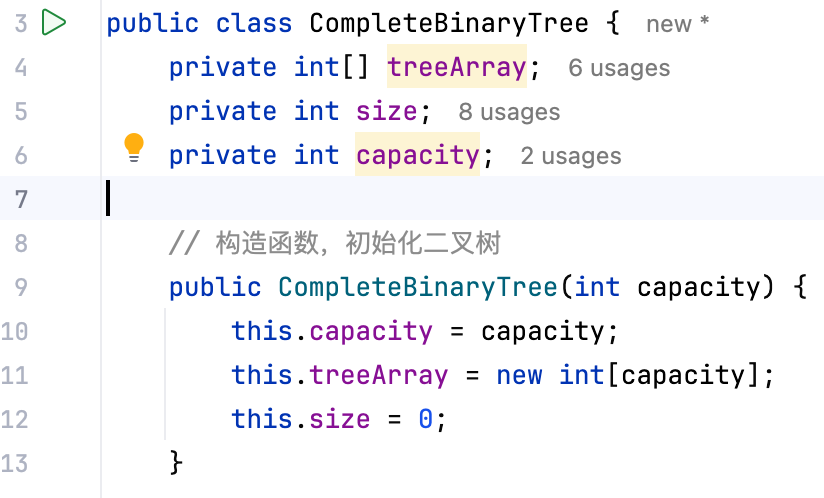 3 public class CompleteBinaryTree { new *
4 private int[] treeArray; 6 usages
5 private int size; 8 usages
6 private int capacity; 2 usages
7
8 // 构造函数，初始化二叉树
9 public CompleteBinaryTree(int capacity) {
10 this.capacity = capacity;
11 this.treeArray = new int[capacity];
12 this.size = 0;
13 }